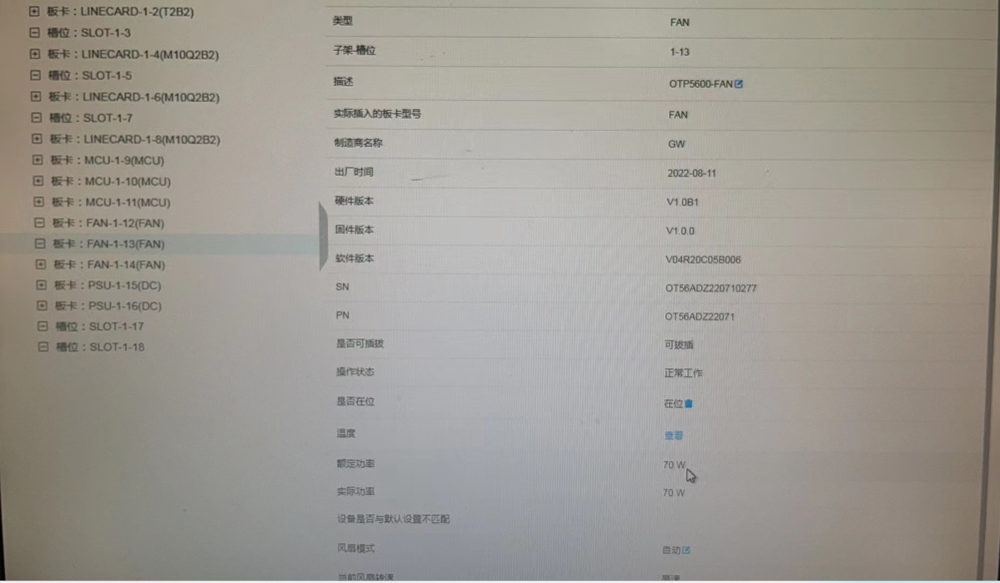 板卡：LINECARD-1-2(T2B2)
槽位：SLOT-1-3
板卡：LINECARD-1-4(M10Q2B2)
槽位：SLOT-1-5
板卡：LINECARD-1-6(M10Q2B2)
槽位：SLOT-1-7
板卡：LINECARD-1-8(M10Q2B2)
板卡：MCU-1-9(MCU)
板卡：MCU-1-10(MCU)
板卡：MCU-1-11(MCU)
板卡：FAN-1-12(FAN)
板卡：FAN-1-13(FAN)
板卡：FAN-1-14(FAN)
板卡：PSU-1-15(DC)
板卡：PSU-1-16(DC)
槽位：SLOT-1-17
槽位：SLOT-1-18
类型 FAN
子架-槽位 1-13
描述 OTP5600-FAN
实际插入的板卡型号 FAN
制造商名称 GW
出厂时间 2022-08-11
硬件版本 V1.0B1
固件版本 V1.0.0
软件版本 V04R20C05B006
SN OT56ADZ220710277
PN OT56ADZ22071
是否可插拔 可拔插
操作状态 正常工作
是否在位 在位
温度 查看
额定功率 70 W
实际功率 70 W
设备是否与默认设置不匹配
风扇模式 自动
当前风扇转速 高速